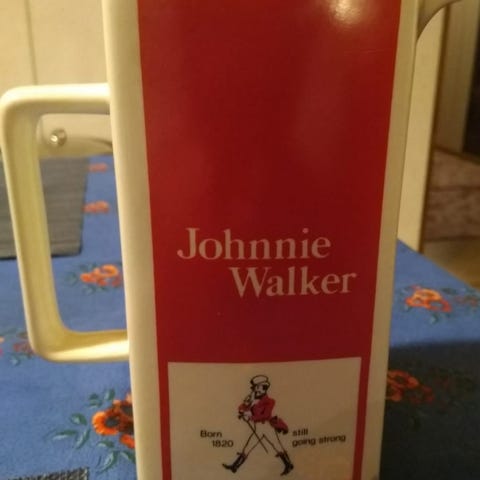 Johnnie
Walker
Born still
1820 going strong